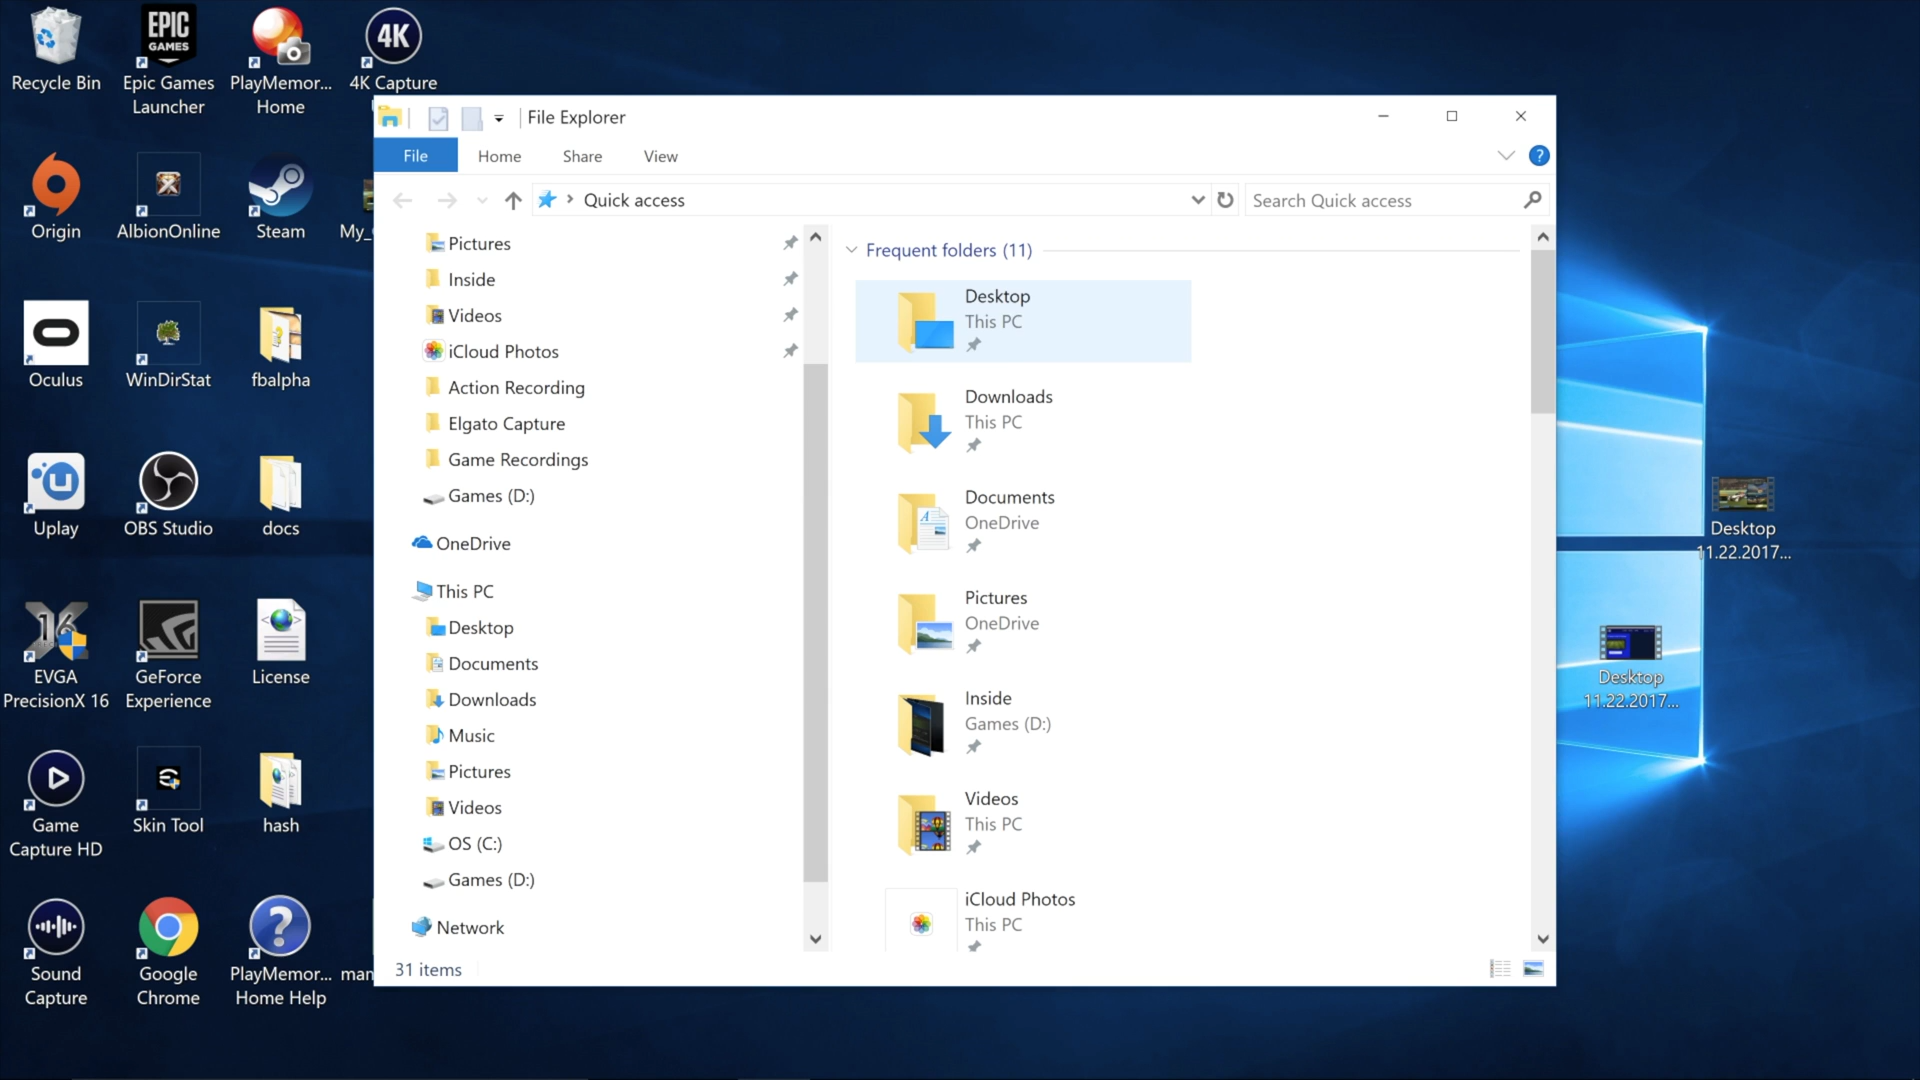 Recycle Bin
EPIC
GAMES
Epic Games
Launcher
PlayMemor...
Home
4K
4K Capture
File Explorer
File
Home
Share
View
?
Quick access
Search Quick access
Origin
AlbionOnline
Steam
My_
Oculus
WinDirStat
fbalpha
U
Uplay
OBS Studio
docs
16
EVGA
PrecisionX 16
GeForce
Experience
License
Game
Capture HD
Skin Tool
hash
Sound
Capture
Google
Chrome
?
PlayMemor...
Home Help
man
Pictures
Inside
Videos
iCloud Photos
Action Recording
Elgato Capture
Game Recordings
Games (D:)
OneDrive
This PC
Desktop
Documents
Downloads
Music
Pictures
Videos
OS (C:)
Games (D:)
Network
31 items
Frequent folders (11)
Desktop
This PC
Downloads
This PC
Documents
OneDrive
Pictures
OneDrive
Inside
Games (D:)
Videos
This PC
iCloud Photos
This PC
Desktop
11.22.2017...
Desktop
11.22.2017...